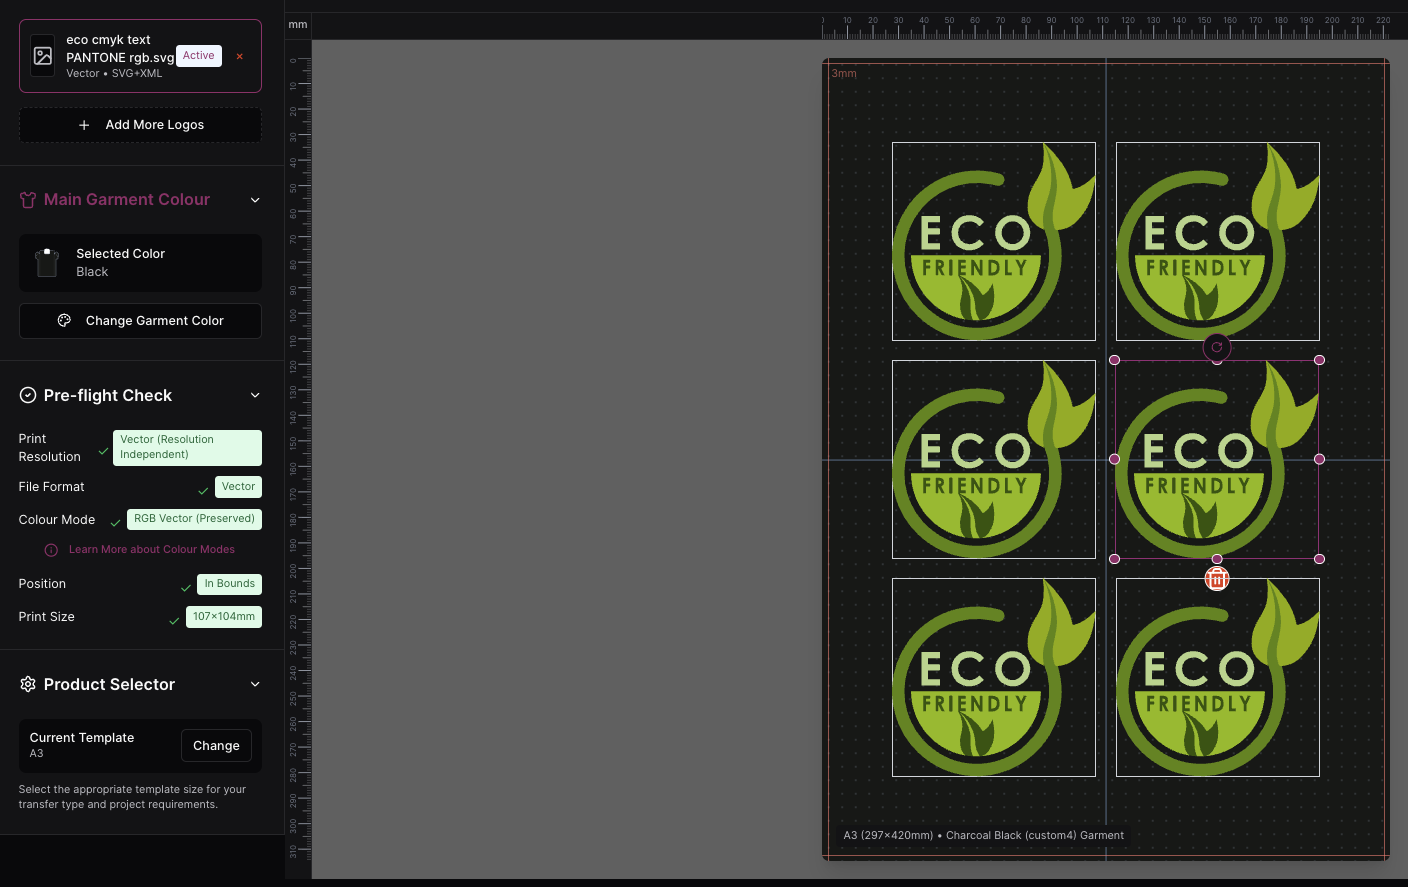 eco cmyk text
PANTONE rgb.svg
Active
×
Vector • SVG+XML
+ Add More Logos
Main Garment Colour
Selected Color
Black
Change Garment Color
Pre-flight Check
Print
Resolution
Vector (Resolution
Independent)
File Format
Vector
Colour Mode
RGB Vector (Preserved)
Learn More about Colour Modes
Position
In Bounds
Print Size
107×104mm
Product Selector
Current Template
A3
Change
Select the appropriate template size for your
transfer type and project requirements.
mm
10 20 30 40 50 60 70 80 90 100 110 120 130 140 150 160 170 180 190 200 210 220
0 10 20 30 40 50 60 70 80 90 100 110 120 130 140 150 160 170 180 190 200 210 220 230 240 250 260 270 280 290 300 310
3mm
ECO
FRIENDLY
ECO
FRIENDLY
ECO
FRIENDLY
ECO
FRIENDLY
ECO
FRIENDLY
ECO
FRIENDLY
A3 (297×420mm) • Charcoal Black (custom4) Garment